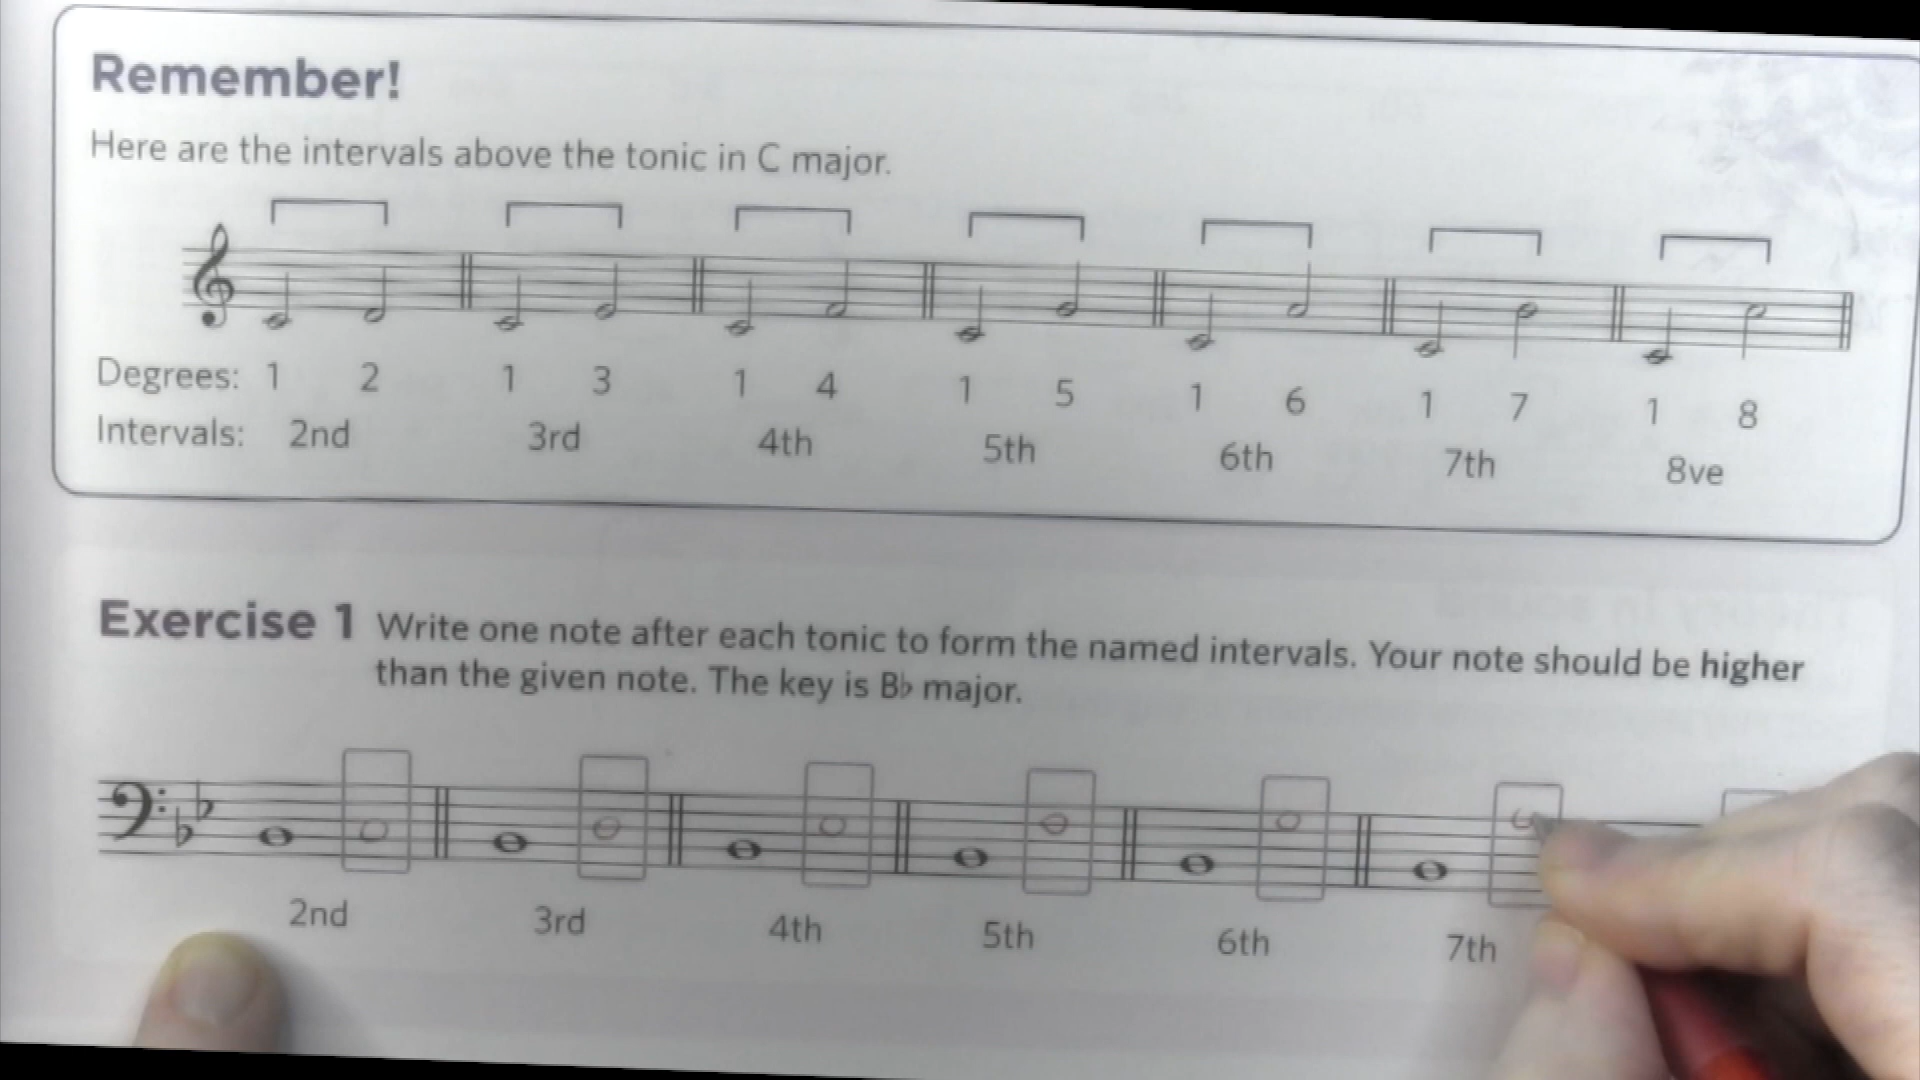 Remember!
Here are the intervals above the tonic in C major.
Degrees: 1 2 1 3 1 4 1 5 1 6 1 7 1 8
Intervals: 2nd 3rd 4th 5th 6th 7th 8ve
Exercise 1 Write one note after each tonic to form the named intervals. Your note should be higher
than the given note. The key is B♭ major.
2nd 3rd 4th 5th 6th 7th